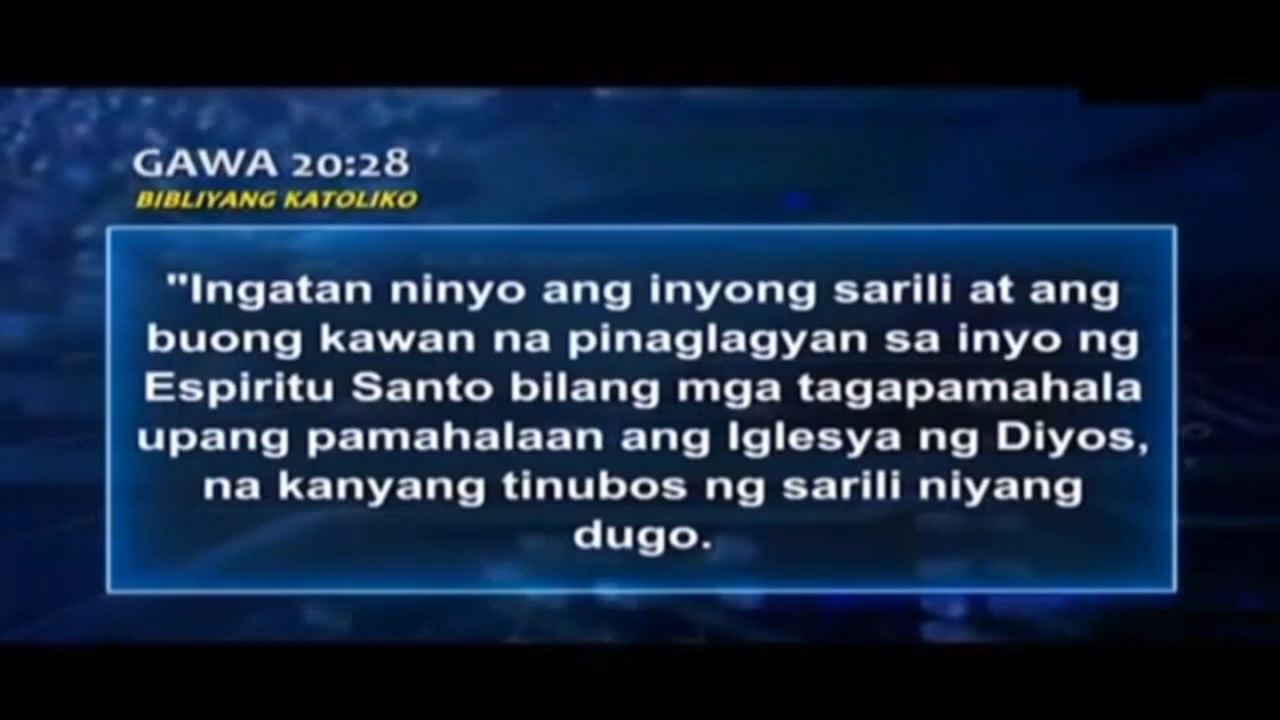 GAWA 20:28
BIBLIYANG KATOLIKO
"Ingatan ninyo ang inyong sarili at ang
buong kawan na pinaglagyan sa inyo ng
Espiritu Santo bilang mga tagapamahala
upang pamahalaan ang Iglesya ng Diyos,
na kanyang tinubos ng sarili niyang
dugo.